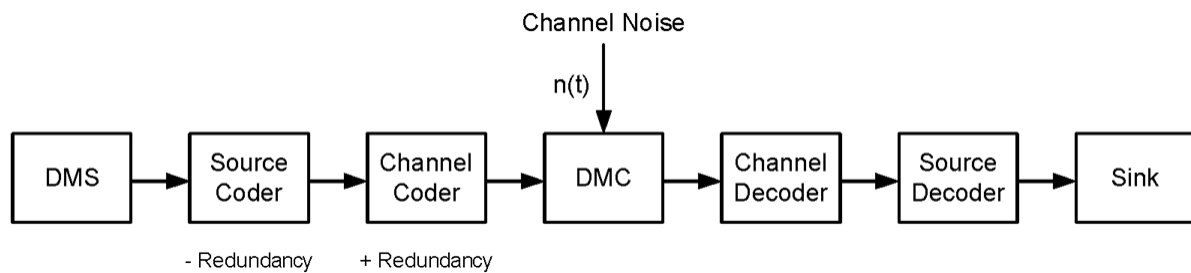 Channel Noise
n(t)
DMS
Source
Coder
Channel
Coder
DMC
Channel
Decoder
Source
Decoder
Sink
- Redundancy
+ Redundancy